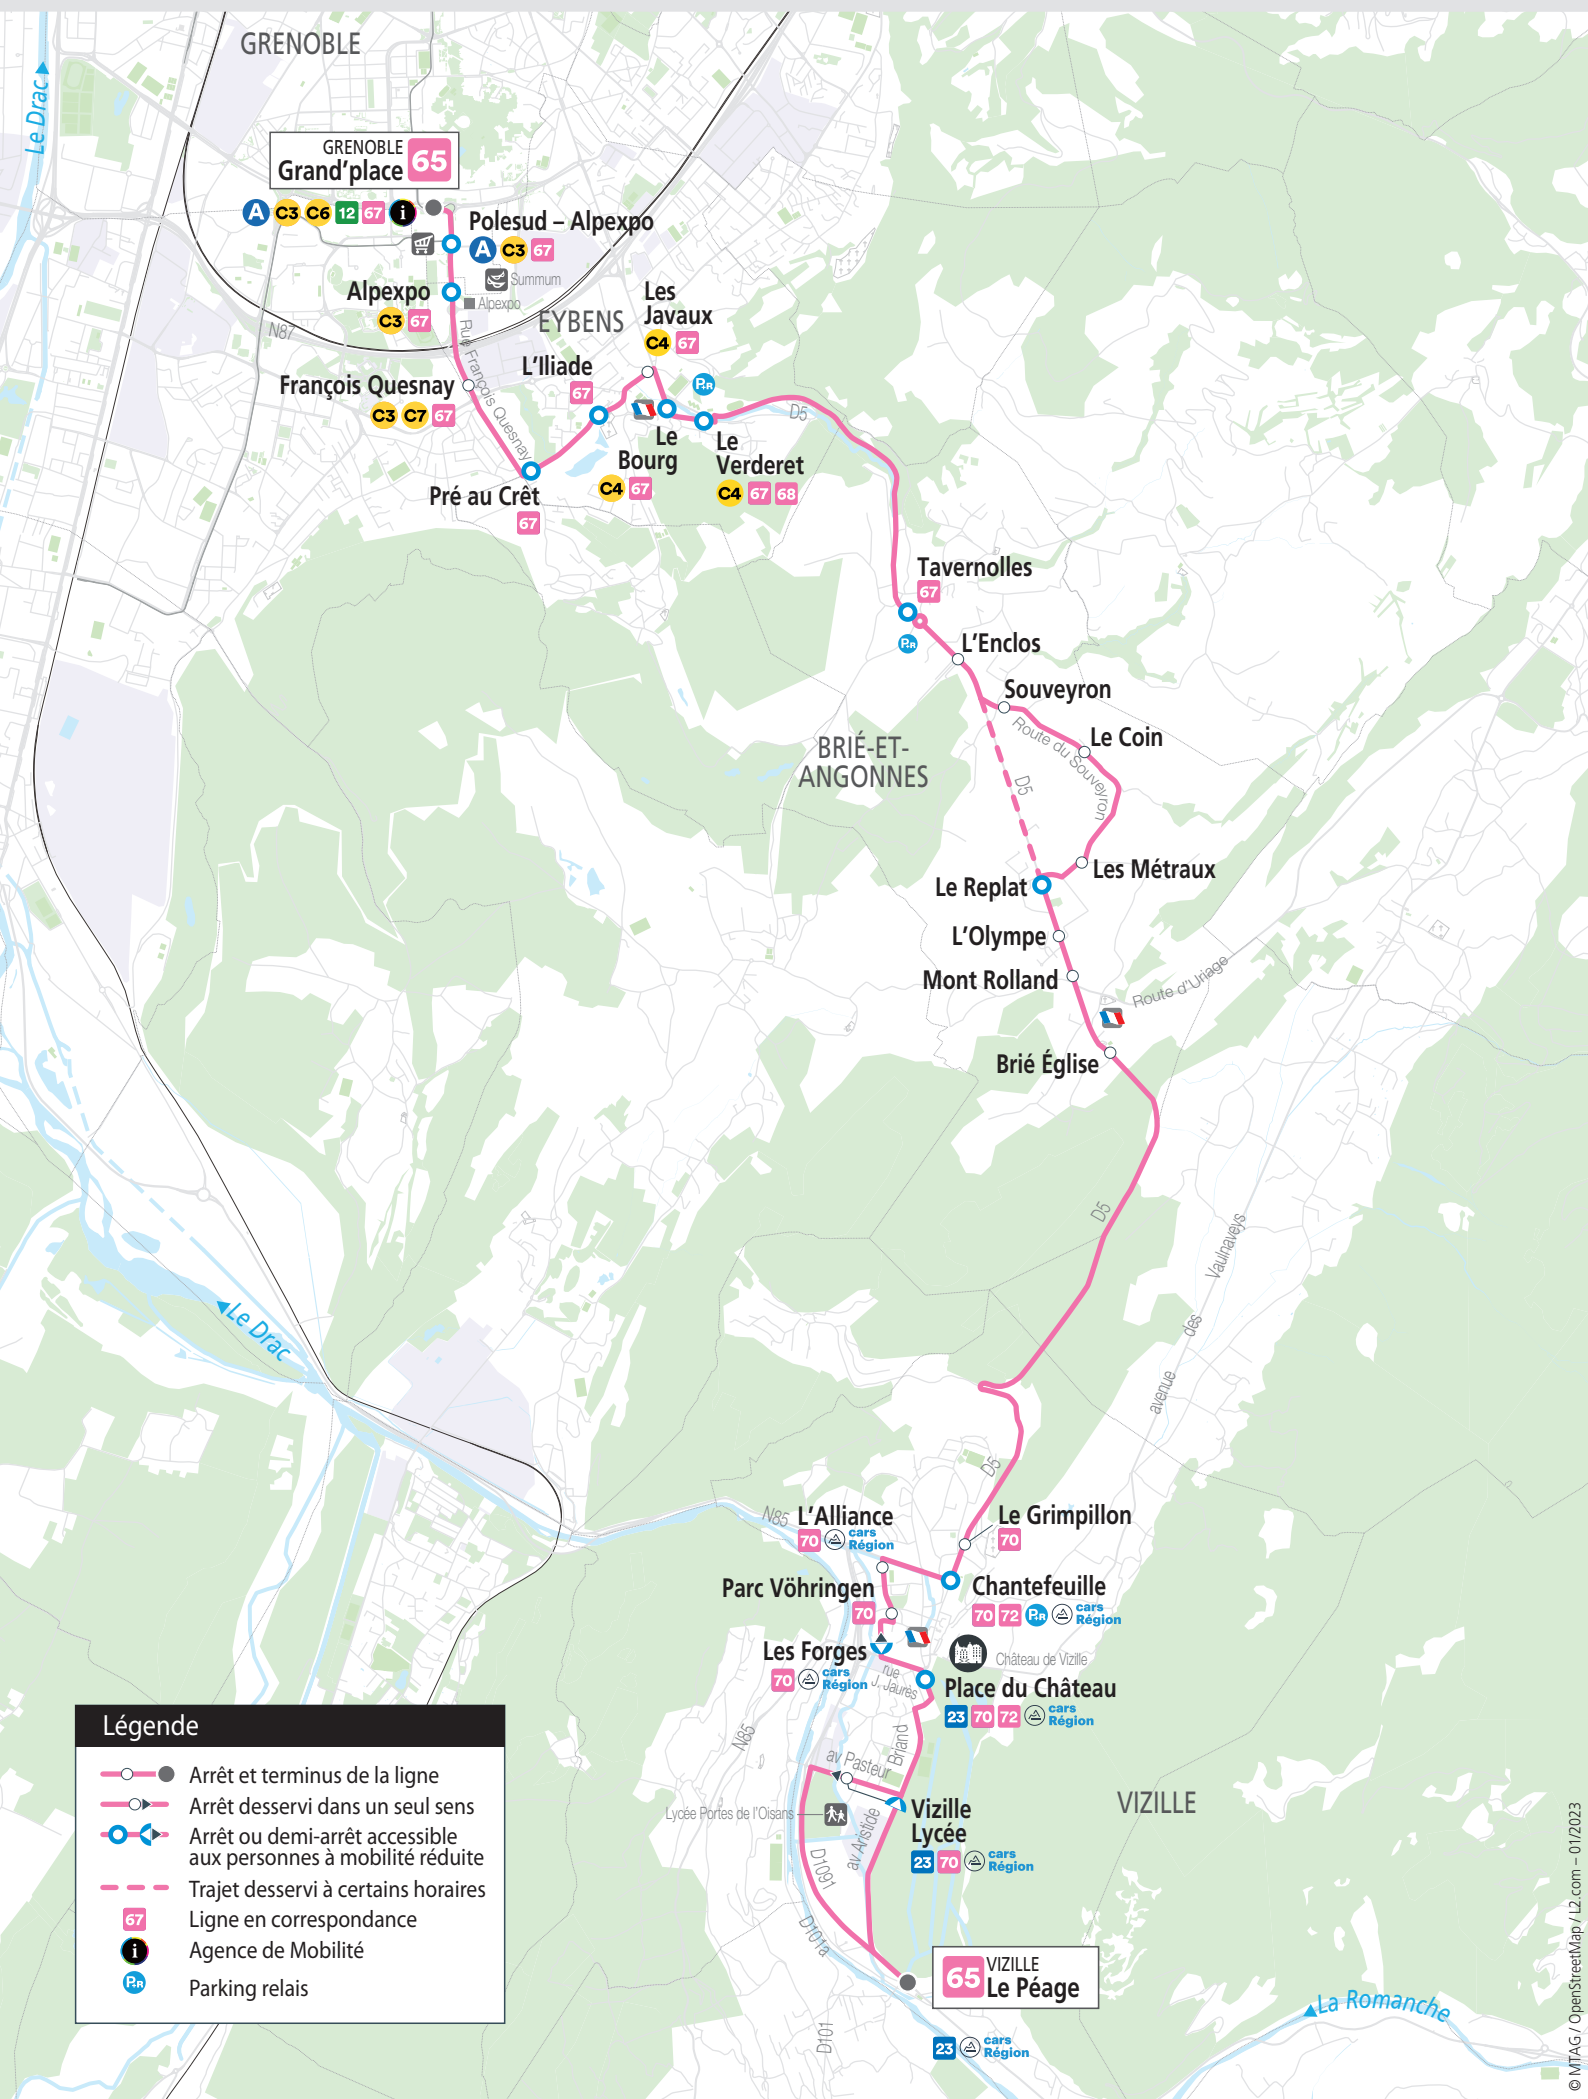 GRENOBLE
Le Drac
GRENOBLE
Grand'place 65
A C3 C6 12 67 i
Polesud – Alpexpo
A C3 67
Summum
Alpexpo
Alpexpo
C3 67
N87
Rue François Quesnay
EYBENS
Les
Javaux
C4 67
L'Iliade
67
P+R
François Quesnay
C3 C7 67
D5
Le
Bourg
C4 67
Le
Verderet
C4 67 68
Pré au Crêt
67
Tavernolles
67
P+R
L'Enclos
Souveyron
Route du Souveyron
Le Coin
BRIÉ-ET-
ANGONNES
D5
Les Métraux
Le Replat
L'Olympe
Mont Rolland
Route d'Uriage
Brié Église
D5
avenue des Vaulnaveys
Le Drac
D5
N85
L'Alliance
70 cars
Région
Le Grimpillon
70
Parc Vöhringen
70
Chantefeuille
70 72 P+R cars
Région
Les Forges
70 cars
Région
rue
J. Jaurès
Château de Vizille
Place du Château
23 70 72 cars
Région
N85
av Pasteur
av Aristide Briand
Lycée Portes de l'Oisans
Vizille
Lycée
23 70 cars
Région
VIZILLE
D1091
D101a
65 VIZILLE
Le Péage
23 cars
Région
D101
La Romanche
Légende
Arrêt et terminus de la ligne
Arrêt desservi dans un seul sens
Arrêt ou demi-arrêt accessible
aux personnes à mobilité réduite
Trajet desservi à certains horaires
67 Ligne en correspondance
i Agence de Mobilité
P+R Parking relais
© MTAG / OpenStreetMap / L2.com – 01/2023